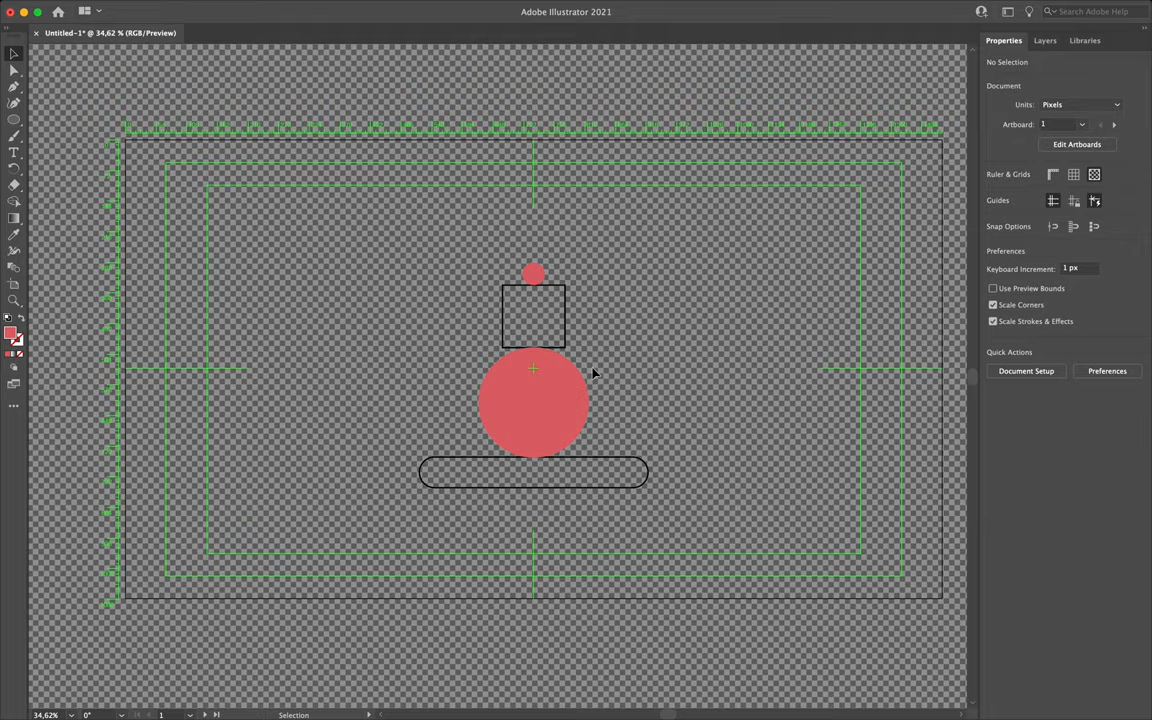 Adobe Illustrator 2021
Search Adobe Help
Untitled-1* @ 34,62 % (RGB/Preview)
Properties
Layers
Libraries
No Selection
Document
Units:
Pixels
Artboard:
1
Edit Artboards
Ruler & Grids
Guides
Snap Options
Preferences
Keyboard Increment:
1 px
Use Preview Bounds
Scale Corners
Scale Strokes & Effects
Quick Actions
Document Setup
Preferences
34,62%
0°
1
Selection